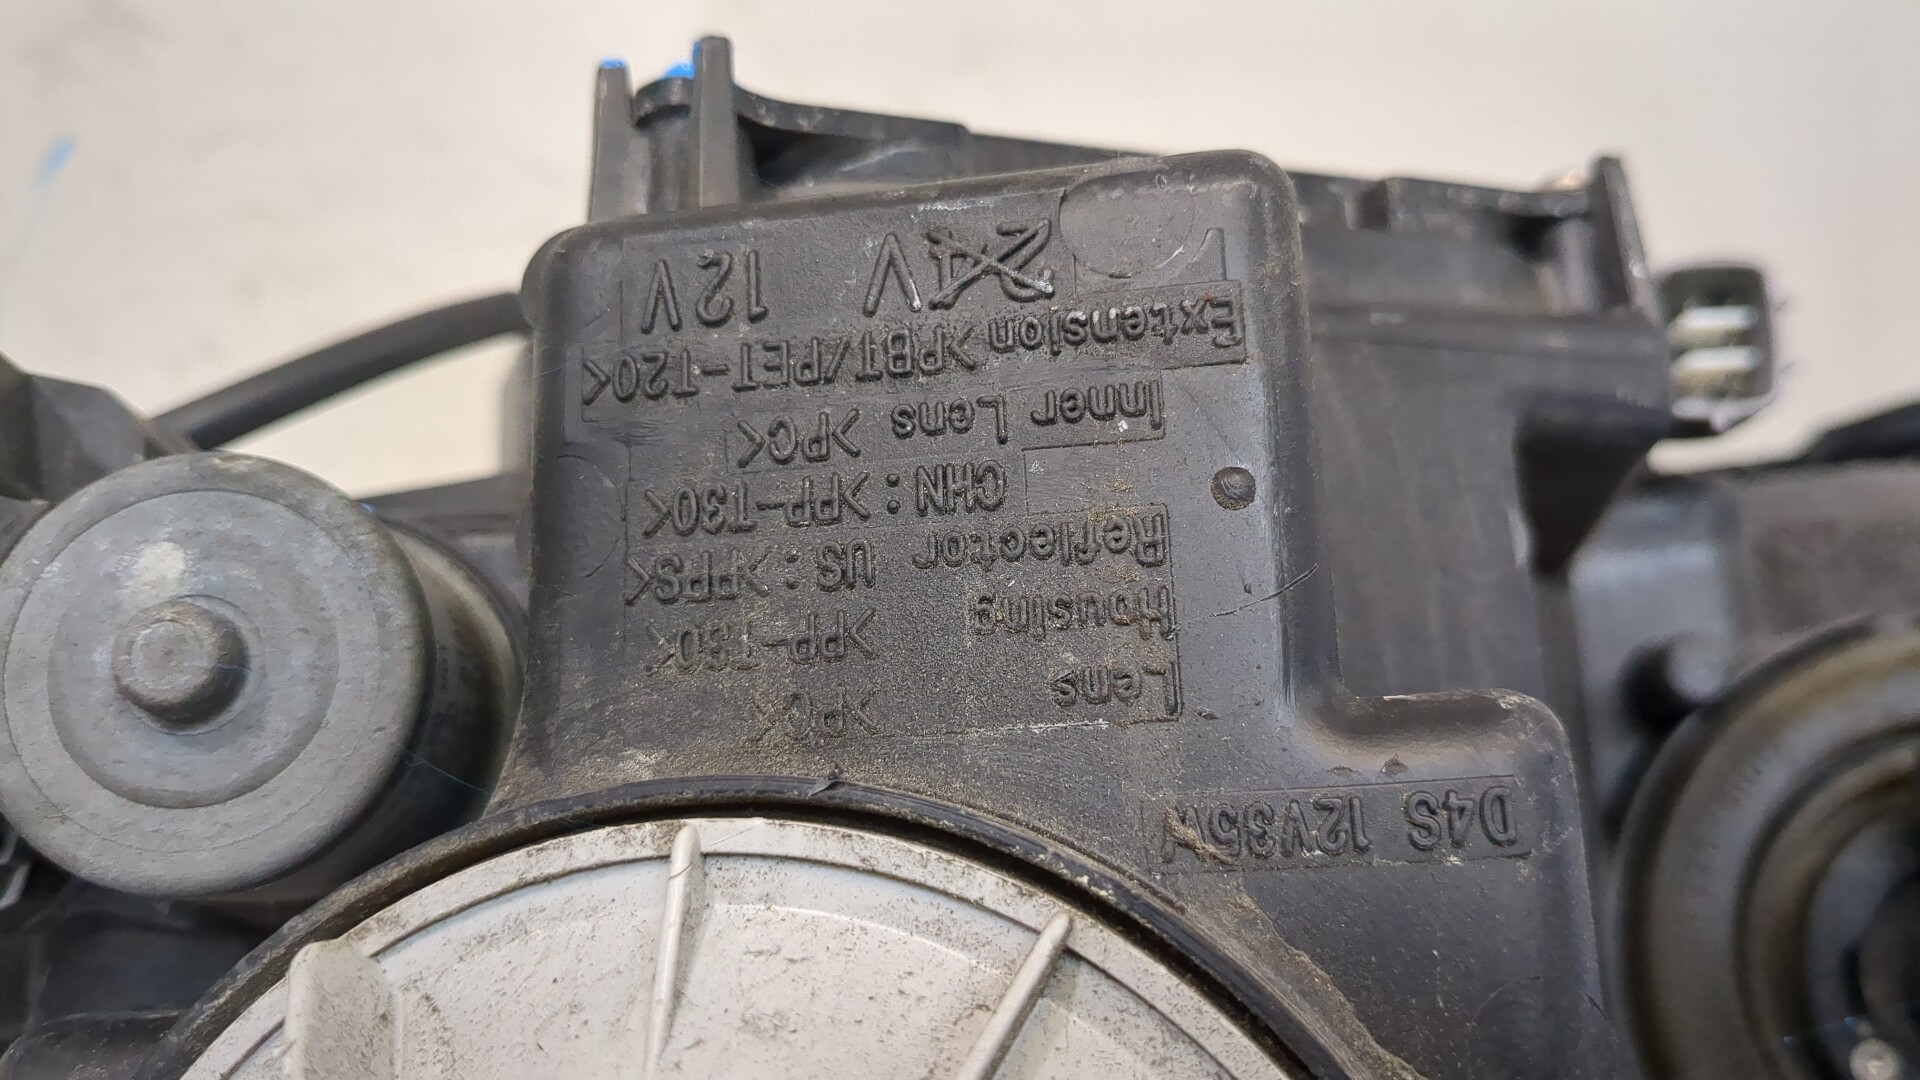 D4S 12V35W
Lens >PC<
Housing >PP-T30<
Reflector US: >PPS<
CHN: >PP-T30<
Inner Lens >PC<
Extension >PBT/PET-T20<
24V 12V